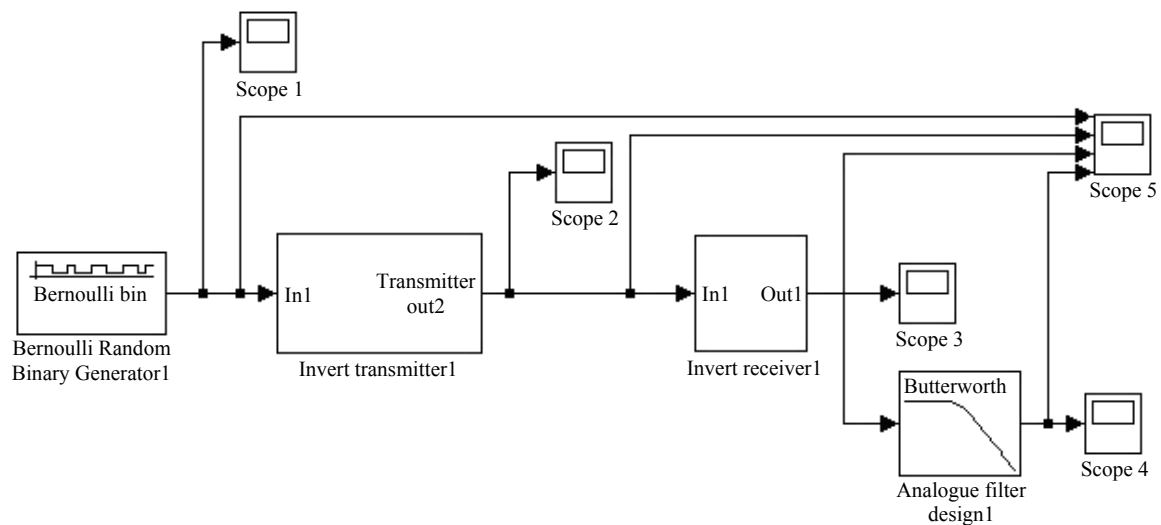 Scope 1
Scope 5
Scope 2
Bernoulli bin
Bernoulli Random
Binary Generator1
In1
Transmitter
out2
Invert transmitter1
In1
Out1
Invert receiver1
Scope 3
Butterworth
Analogue filter
design1
Scope 4